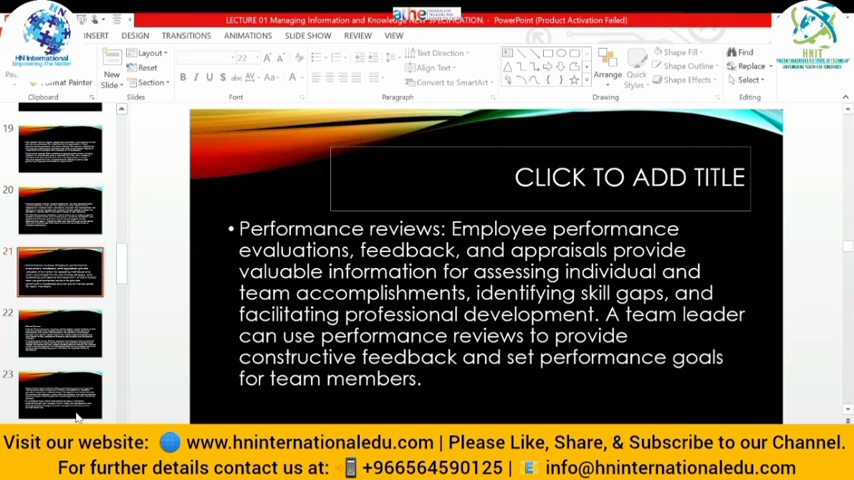 LECTURE 01 Managing Information and Knowledge NEW SPECIFICATION. - PowerPoint (Product Activation Failed)
INSERT DESIGN TRANSITIONS ANIMATIONS SLIDE SHOW REVIEW VIEW
HN International
Empowering The Nation
HNIT
Format Painter
Clipboard
New Slide
Layout
Reset
Section
Slides
22
Font
Text Direction
Align Text
Convert to SmartArt
Paragraph
Arrange
Quick Styles
Shape Fill
Shape Outline
Shape Effects
Drawing
Find
Replace
Select
Editing
19
20
21
22
23
CLICK TO ADD TITLE
• Performance reviews: Employee performance
evaluations, feedback, and appraisals provide
valuable information for assessing individual and
team accomplishments, identifying skill gaps, and
facilitating professional development. A team leader
can use performance reviews to provide
constructive feedback and set performance goals
for team members.
Visit our website: www.hninternationaledu.com | Please Like, Share, & Subscribe to our Channel.
For further details contact us at: +966564590125 | info@hninternationaledu.com